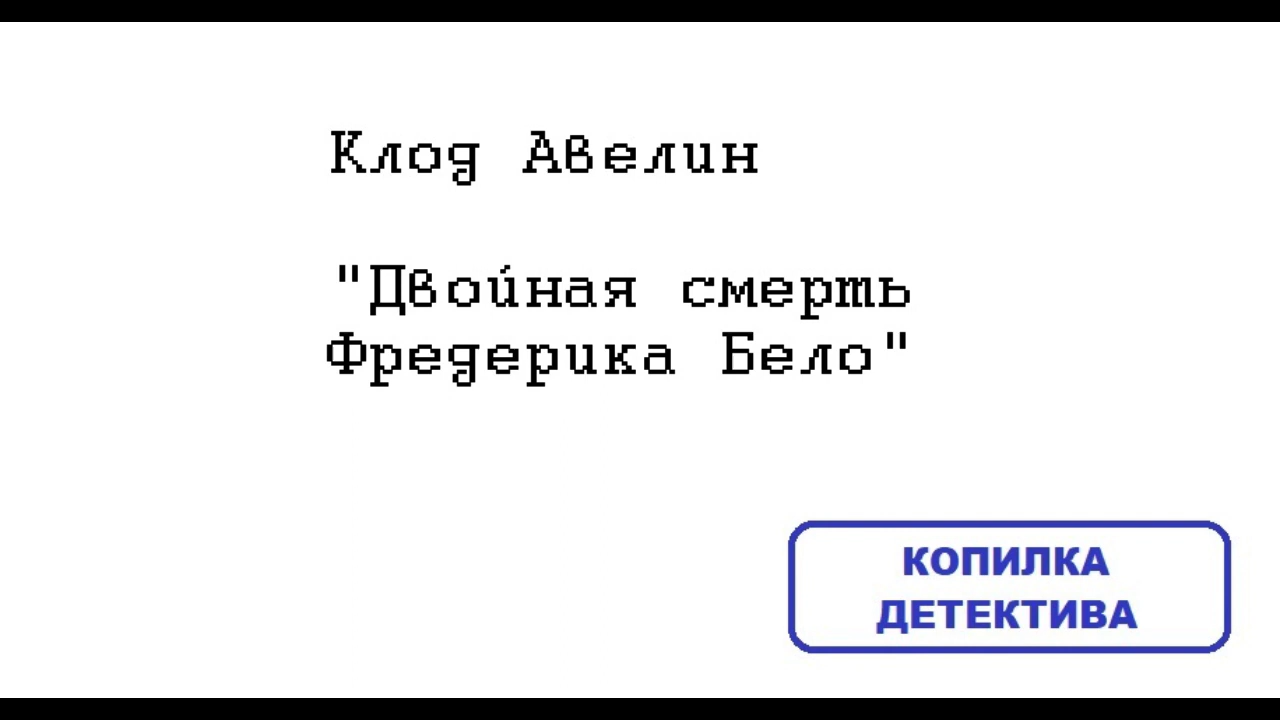 Клод Авелин
"Двойная смерть
Фредерика Бело"
КОПИЛКА
ДЕТЕКТИВА